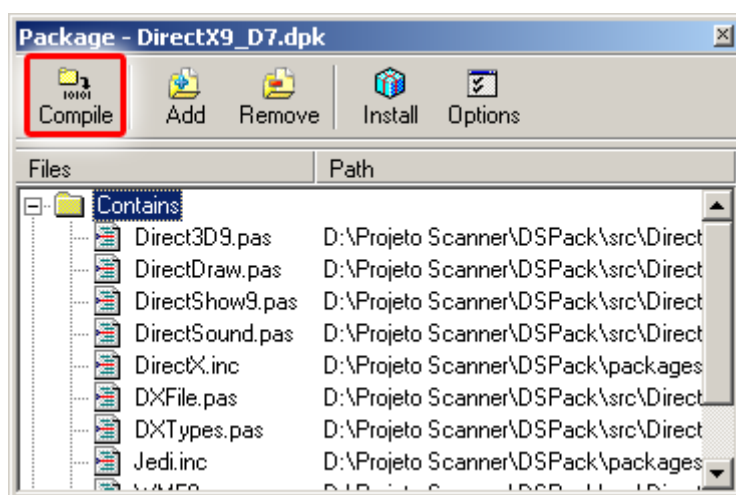 Package - DirectX9_D7.dpk
Compile Add Remove Install Options
Files Path
Contains
Direct3D9.pas D:\Projeto Scanner\DSPack\src\Direct
DirectDraw.pas D:\Projeto Scanner\DSPack\src\Direct
DirectShow9.pas D:\Projeto Scanner\DSPack\src\Direct
DirectSound.pas D:\Projeto Scanner\DSPack\src\Direct
DirectX.inc D:\Projeto Scanner\DSPack\packages
DXFile.pas D:\Projeto Scanner\DSPack\src\Direct
DXTypes.pas D:\Projeto Scanner\DSPack\src\Direct
Jedi.inc D:\Projeto Scanner\DSPack\packages